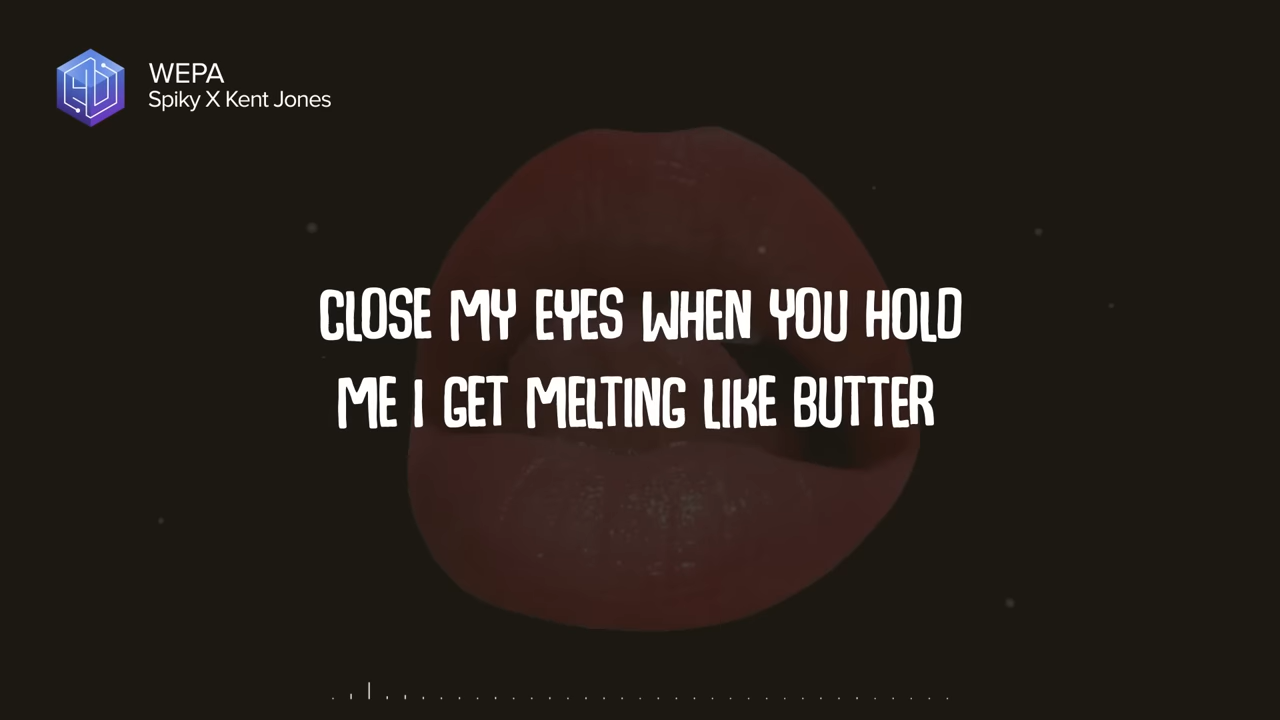 WEPA
Spiky X Kent Jones
CLOSE MY EYES WHEN YOU HOLD
ME I GET MELTING LIKE BUTTER